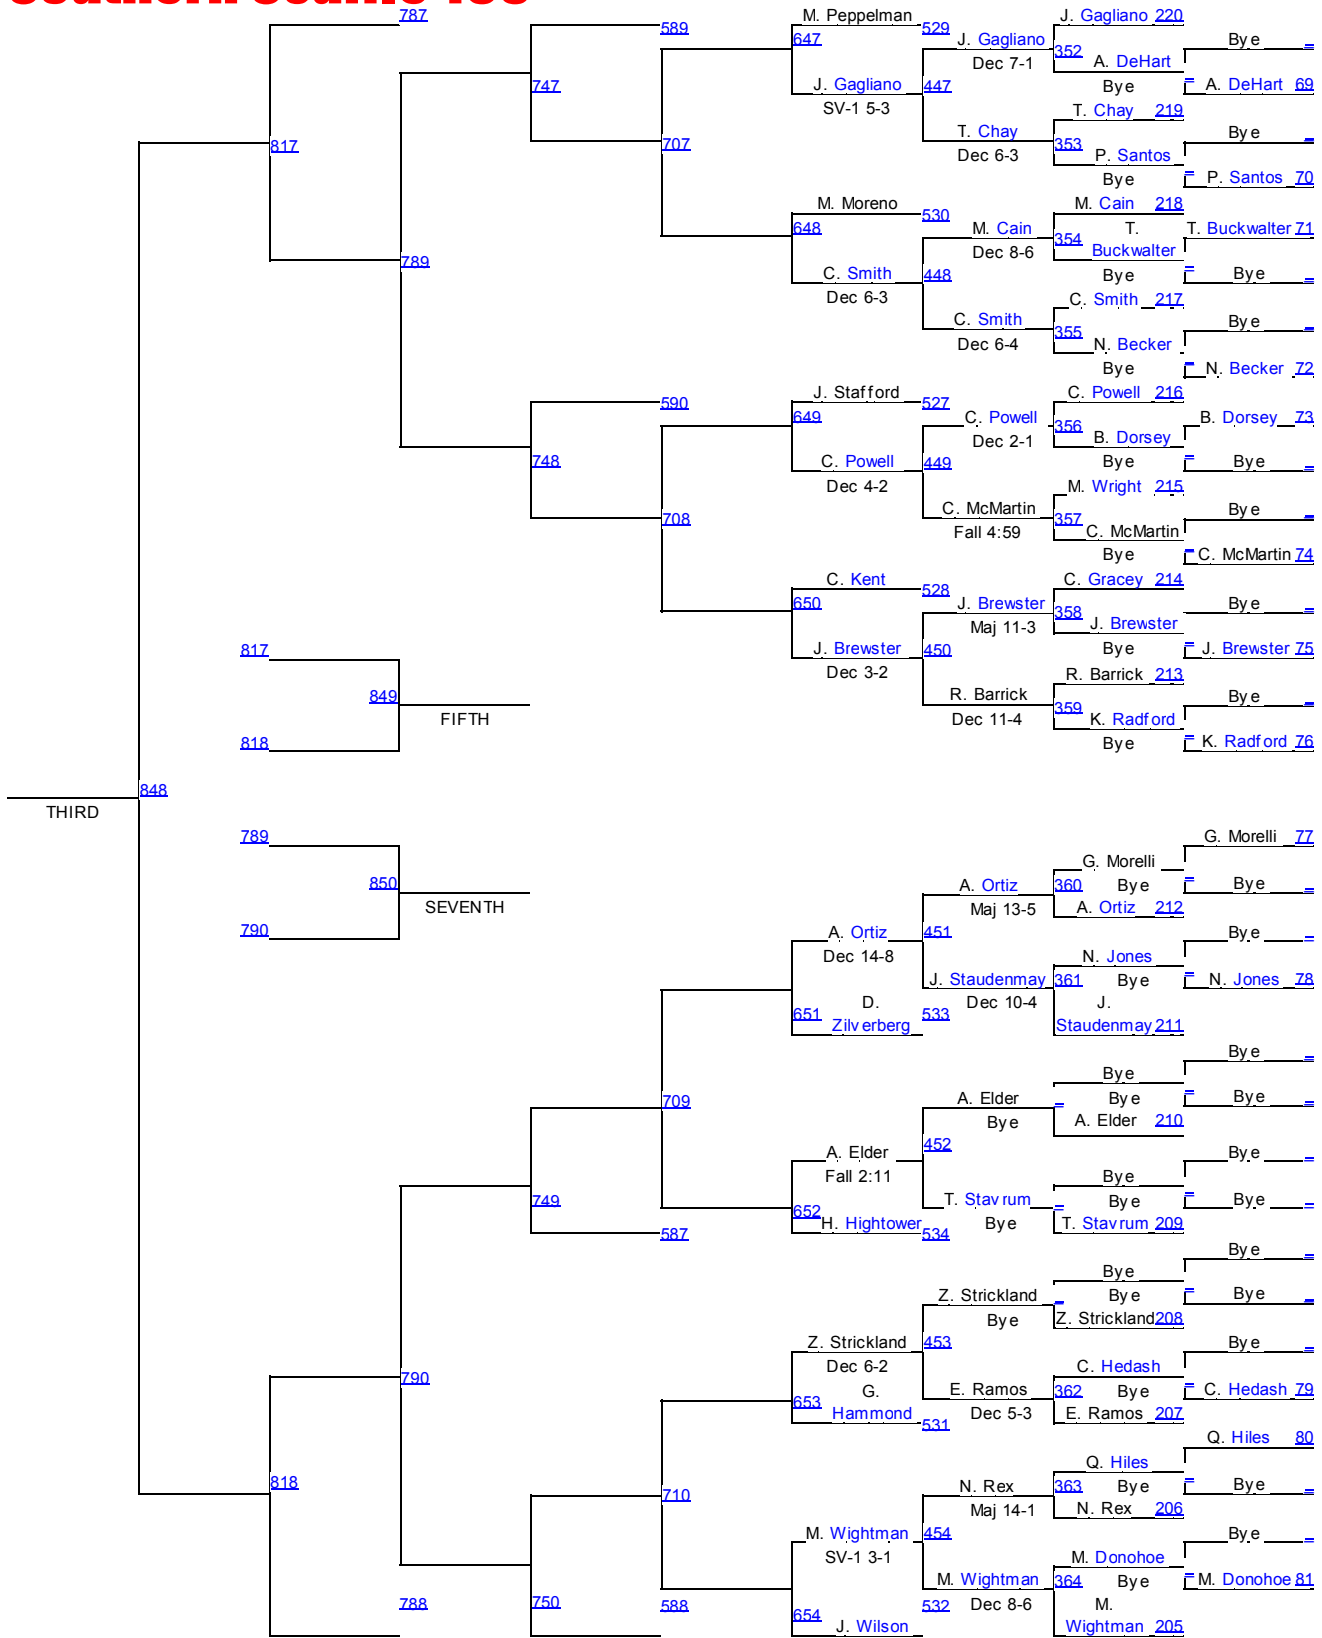 787
589
M. Peppelman
529
J. Gagliano 220
647
J. Gagliano
352
Bye =
Dec 7-1
A. DeHart
747
J. Gagliano
447
Bye
= A. DeHart 69
SV-1 5-3
T. Chay 219
T. Chay
Bye =
817
707
Dec 6-3
353
P. Santos
Bye
= P. Santos 70
M. Moreno
530
M. Cain 218
648
M. Cain
354
T. Buckwalter
T. Buckwalter 71
Dec 8-6
789
C. Smith
448
Bye
= Bye =
Dec 6-3
C. Smith 217
C. Smith
Bye =
Dec 6-4
355
N. Becker
Bye
= N. Becker 72
590
J. Stafford
527
C. Powell 216
649
C. Powell
356
B. Dorsey 73
Dec 2-1
B. Dorsey
748
C. Powell
449
Bye
= Bye =
Dec 4-2
M. Wright 215
C. McMartin
Bye =
708
Fall 4:59
357
C. McMartin
Bye
= C. McMartin 74
C. Kent
528
C. Gracey 214
650
J. Brewster
358
Bye =
Maj 11-3
J. Brewster
817
J. Brewster
450
Bye
= J. Brewster 75
Dec 3-2
R. Barrick 213
849
R. Barrick
Bye =
FIFTH
Dec 11-4
359
K. Radford
818
Bye
= K. Radford 76
848
THIRD
789
G. Morelli 77
G. Morelli
850
A. Ortiz
360
Bye
= Bye =
SEVENTH
Maj 13-5
A. Ortiz 212
790
A. Ortiz
451
Bye =
Dec 14-8
N. Jones
J. Staudenmay
361
Bye
= N. Jones 78
D. Zilverberg
Dec 10-4
J. Staudenmay 211
651
533
Bye =
Bye
709
A. Elder
=
Bye
= Bye =
Bye
A. Elder 210
452
A. Elder
Bye =
Fall 2:11
Bye
749
T. Stavrum
=
Bye
= Bye =
652
H. Hightower
534
Bye
T. Stavrum 209
587
Bye =
Bye
Z. Strickland
=
Bye
= Bye =
Bye
Z. Strickland 208
Z. Strickland
453
Bye =
Dec 6-2
C. Hedash
790
G. Hammond
E. Ramos
362
Bye
= C. Hedash 79
653
531
Dec 5-3
E. Ramos 207
Q. Hiles 80
Q. Hiles
818
710
N. Rex
363
Bye
= Bye =
Maj 14-1
N. Rex 206
M. Wightman
454
Bye =
SV-1 3-1
M. Donohoe
M. Wightman
364
Bye
= M. Donohoe 81
788
750
588
654
532
Dec 8-6
M. Wightman 205
J. Wilson